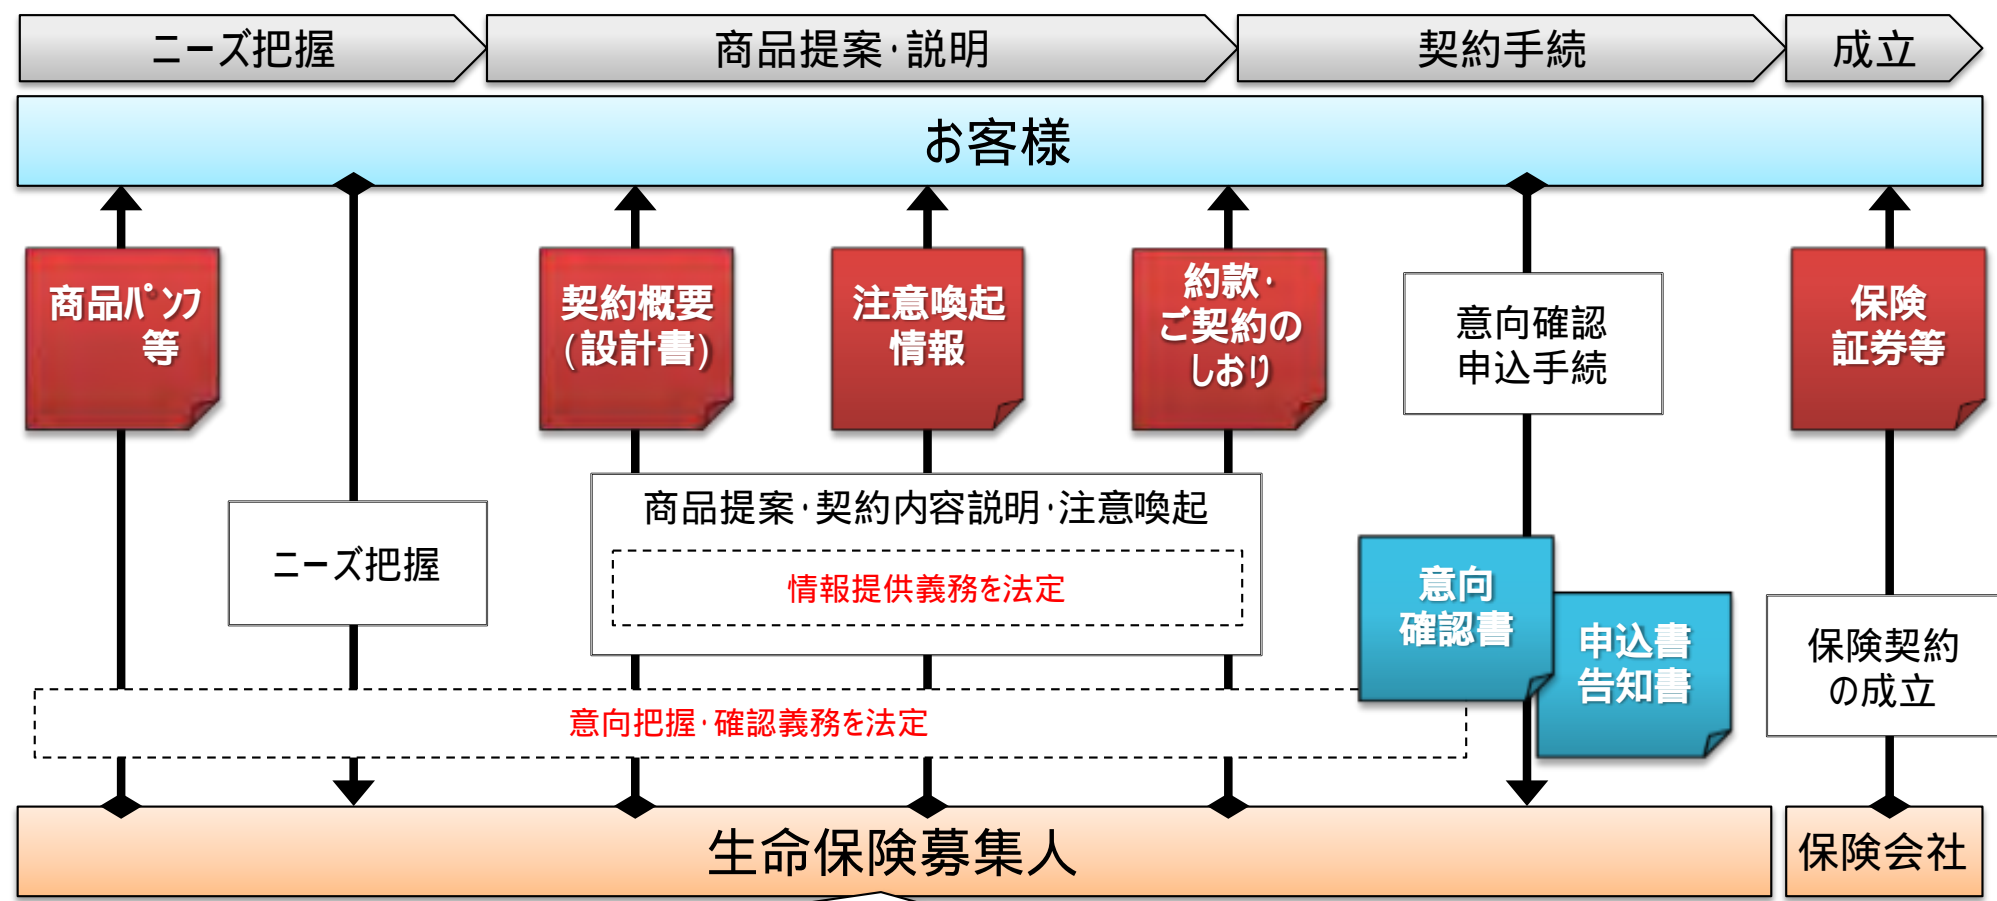 ニーズ把握
商品提案･説明
契約手続
成立
お客様
商品ﾊﾟﾝﾌ
等
契約概要
(設計書)
注意喚起
情報
約款･
ご契約の
しおり
意向確認
申込手続
保険
証券等
ニーズ把握
商品提案･契約内容説明･注意喚起
情報提供義務を法定
意向
確認書
申込書
告知書
保険契約
の成立
意向把握･確認義務を法定
生命保険募集人
保険会社